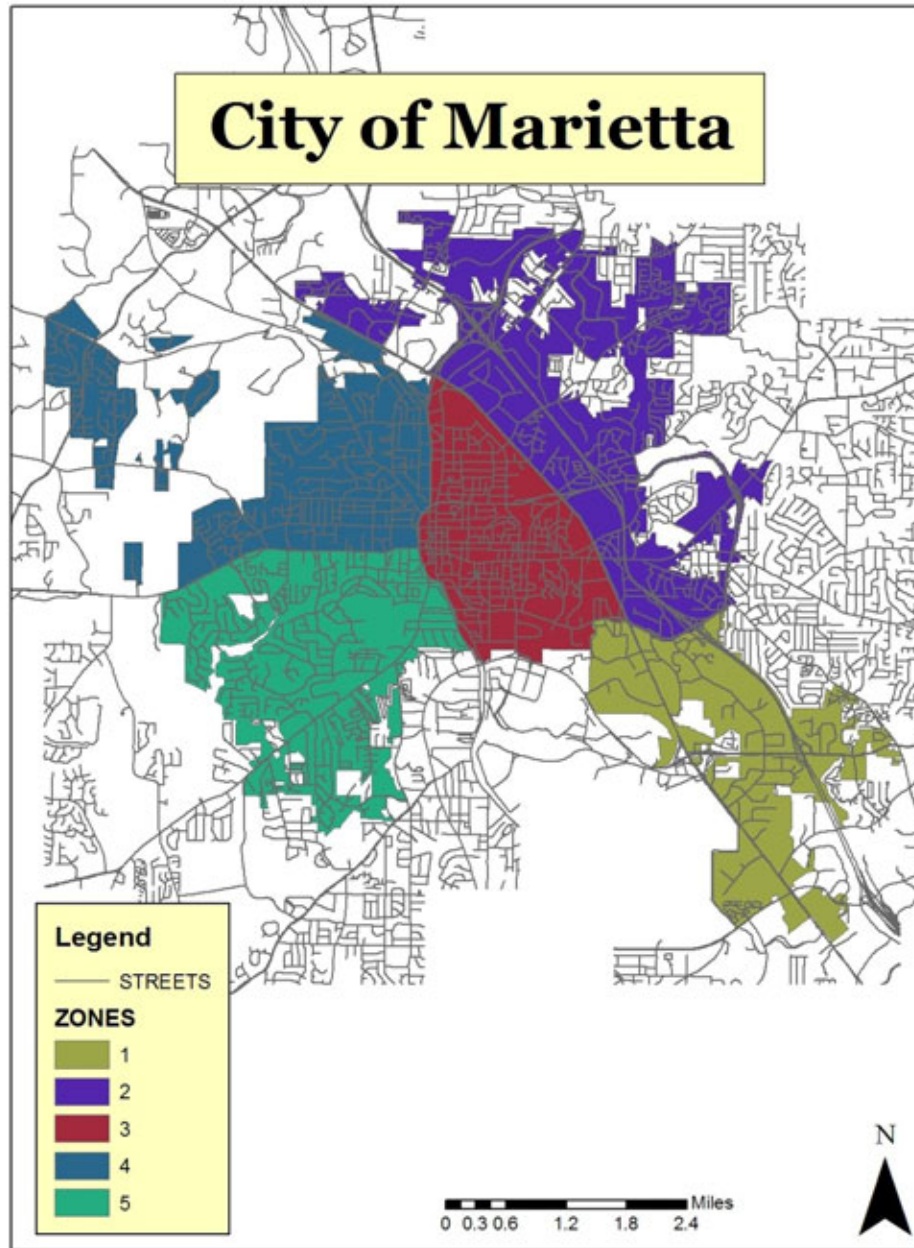 City of Marietta
Legend
STREETS
ZONES
1
2
3
4
5
N
Miles
0 0.3 0.6 1.2 1.8 2.4